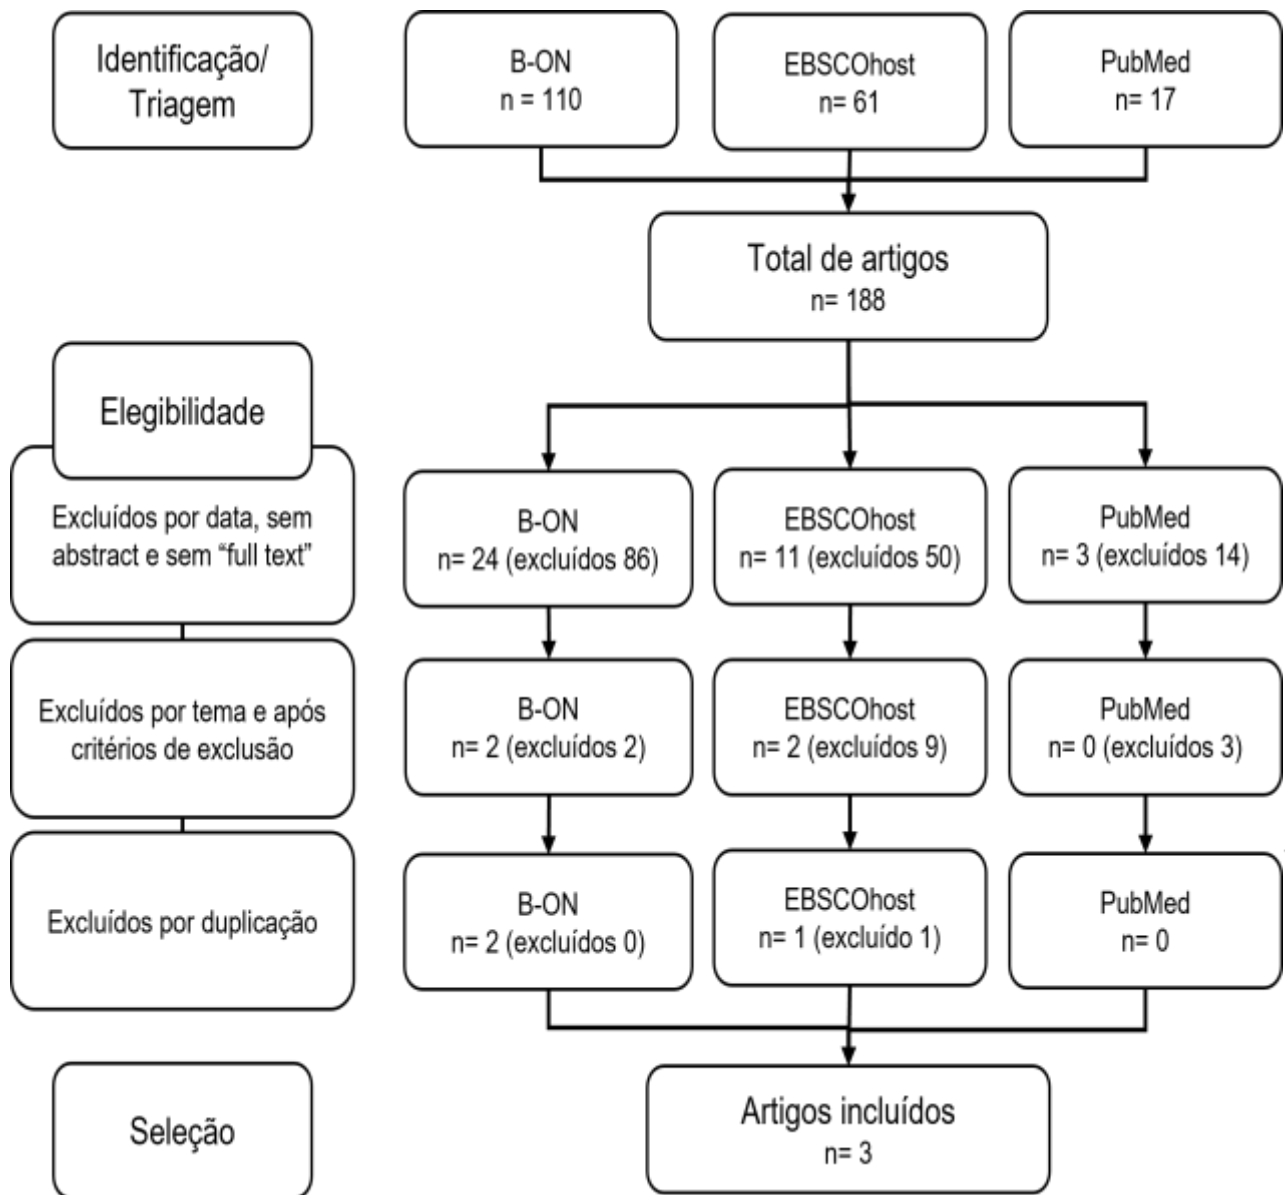 Identificação/
Triagem
B-ON
n = 110
EBSCOhost
n= 61
PubMed
n= 17
Total de artigos
n= 188
Elegibilidade
Excluídos por data, sem
abstract e sem “full text”
B-ON
n= 24 (excluídos 86)
EBSCOhost
n= 11 (excluídos 50)
PubMed
n= 3 (excluídos 14)
Excluídos por tema e após
critérios de exclusão
B-ON
n= 2 (excluídos 2)
EBSCOhost
n= 2 (excluídos 9)
PubMed
n= 0 (excluídos 3)
Excluídos por duplicação
B-ON
n= 2 (excluídos 0)
EBSCOhost
n= 1 (excluído 1)
PubMed
n= 0
Seleção
Artigos incluídos
n= 3